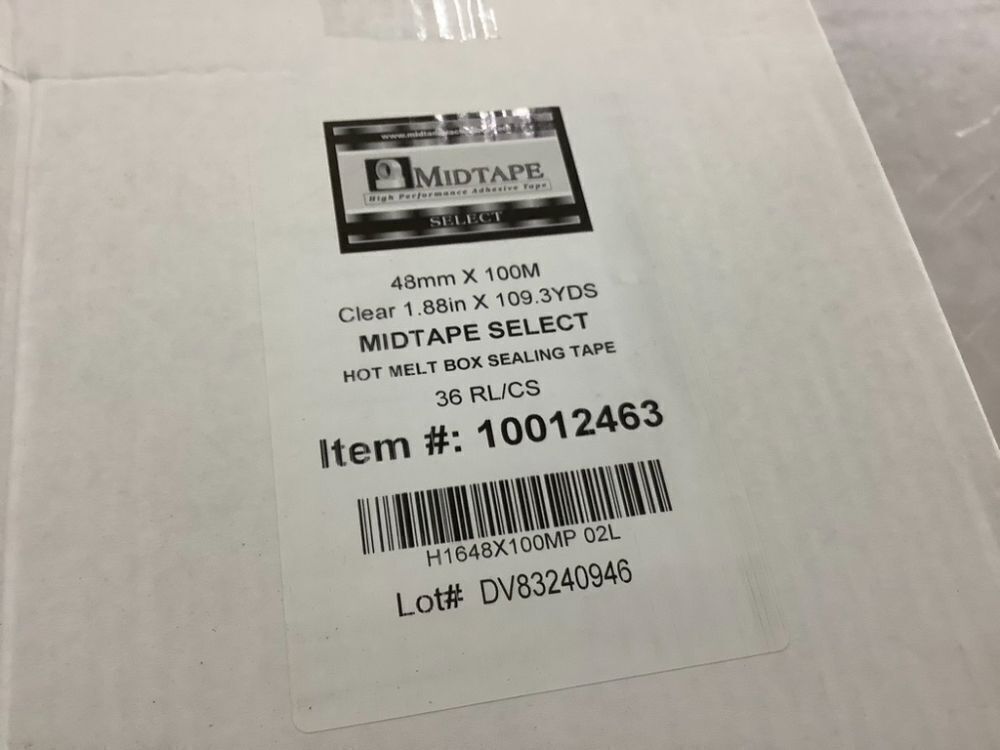 MIDTAPE
High Performance Adhesive Tape
SELECT
48mm X 100M
Clear 1.88in X 109.3YDS
MIDTAPE SELECT
HOT MELT BOX SEALING TAPE
36 RL/CS
Item #: 10012463
H1648X100MP 02L
Lot# DV83240946